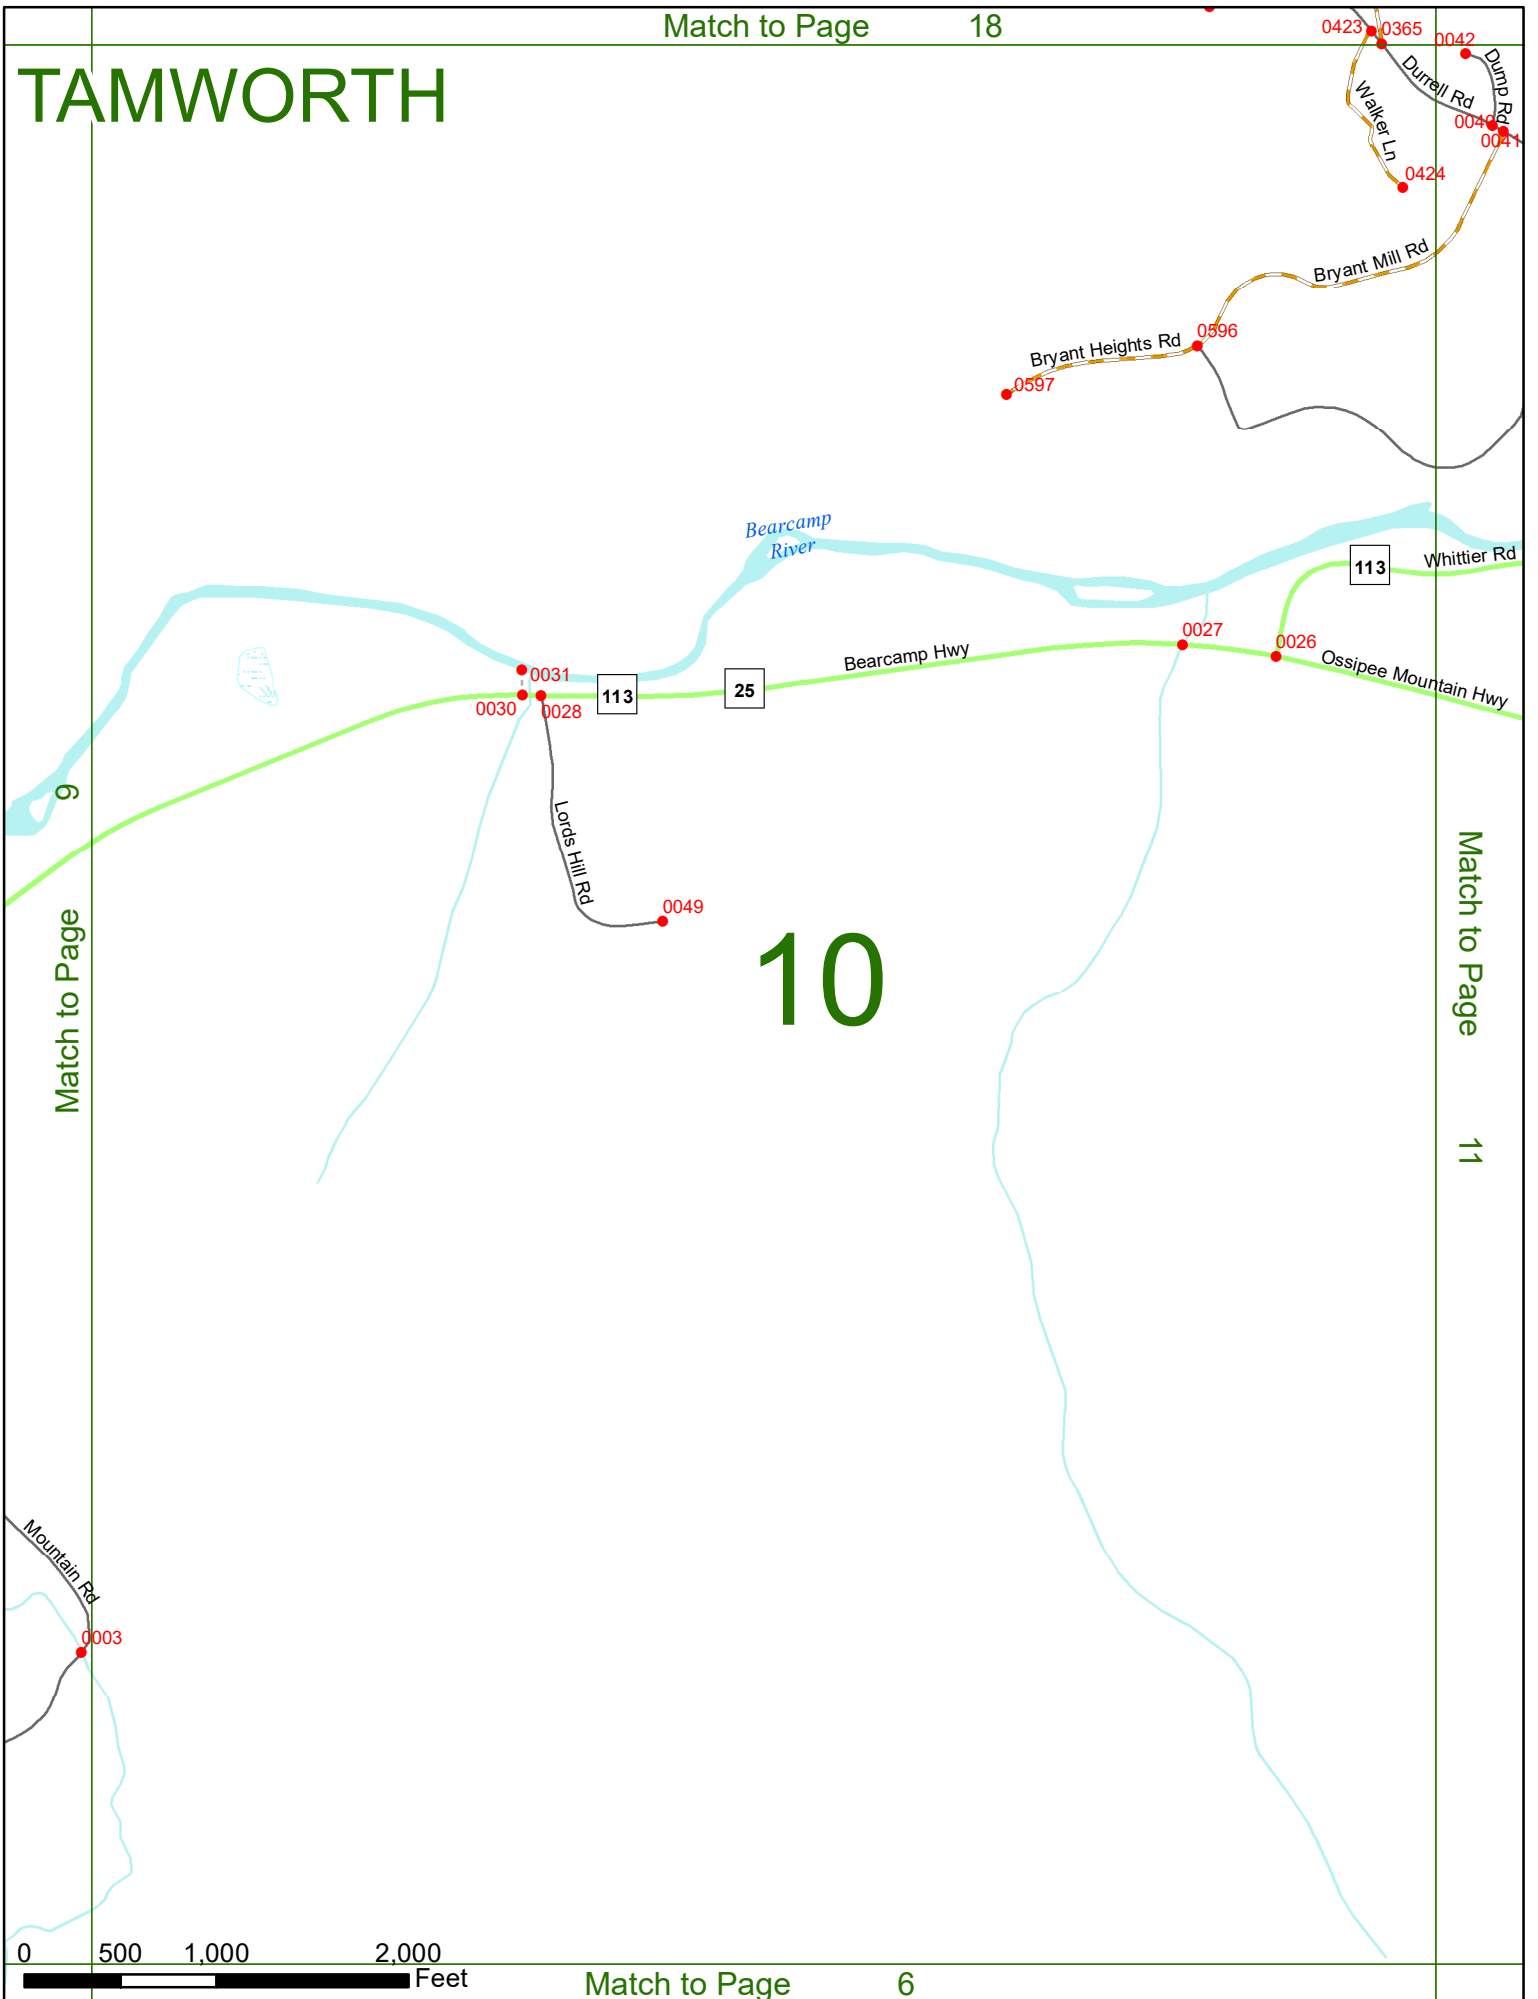 Match to Page 18
TAMWORTH
0423
0365
0042
Durrell Rd
Dump Rd
Walker Ln
0040
0041
0424
Bryant Mill Rd
0596
Bryant Heights Rd
0597
Bearcamp
River
113
Whittier Rd
0027
0026
Bearcamp Hwy
Ossipee Mountain Hwy
0031
0030
0028
113
25
Lords Hill Rd
0049
Match to Page 9
10
Match to Page 11
Mountain Rd
0003
0 500 1,000 2,000
Feet
Match to Page 6